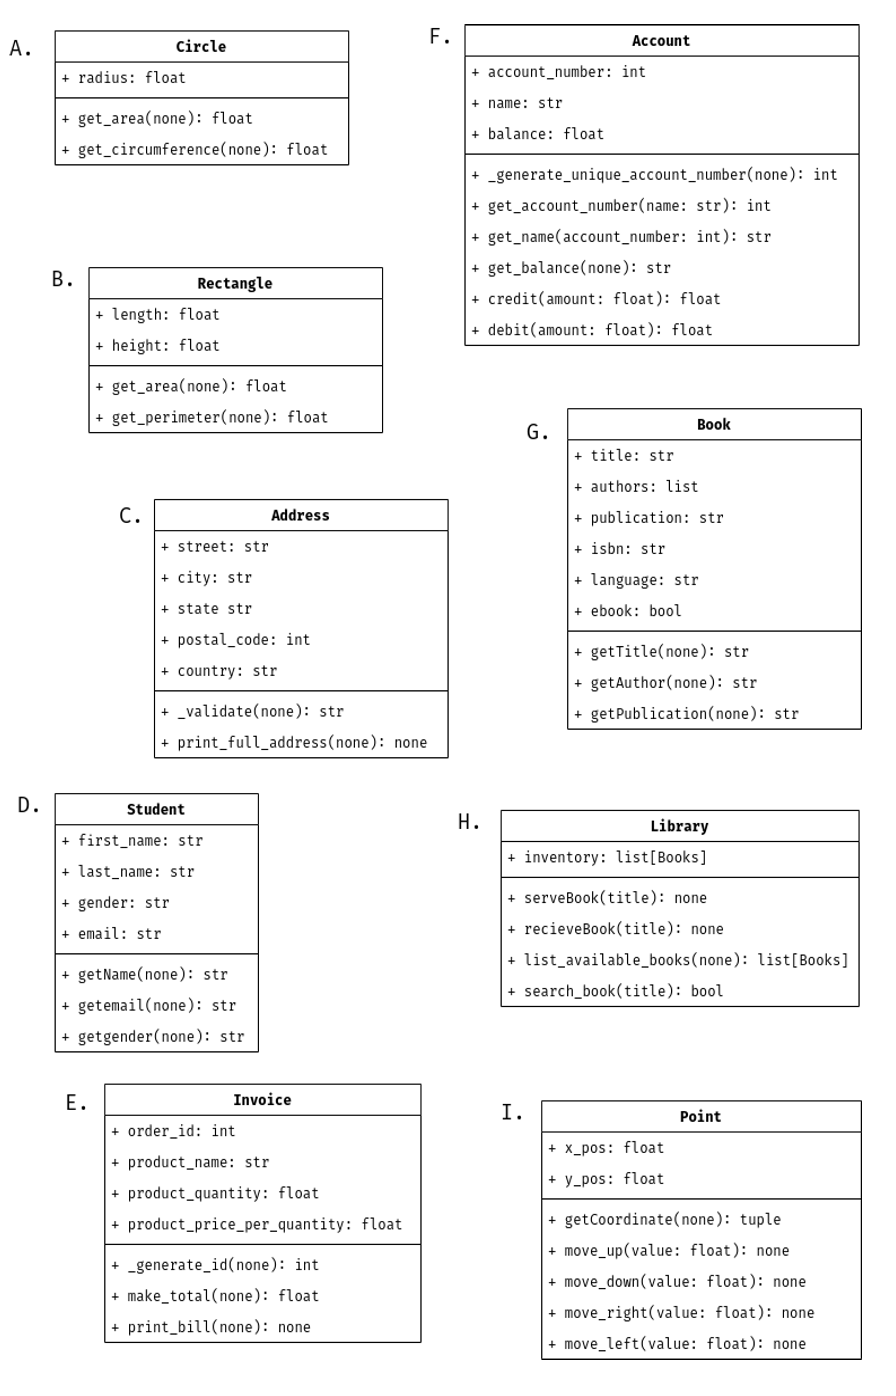 A.
Circle
+ radius: float
+ get_area(none): float
+ get_circumference(none): float
B.
Rectangle
+ length: float
+ height: float
+ get_area(none): float
+ get_perimeter(none): float
C.
Address
+ street: str
+ city: str
+ state str
+ postal_code: int
+ country: str
+ _validate(none): str
+ print_full_address(none): none
D.
Student
+ first_name: str
+ last_name: str
+ gender: str
+ email: str
+ getName(none): str
+ getemail(none): str
+ getgender(none): str
E.
Invoice
+ order_id: int
+ product_name: str
+ product_quantity: float
+ product_price_per_quantity: float
+ _generate_id(none): int
+ make_total(none): float
+ print_bill(none): none
F.
Account
+ account_number: int
+ name: str
+ balance: float
+ _generate_unique_account_number(none): int
+ get_account_number(name: str): int
+ get_name(account_number: int): str
+ get_balance(none): str
+ credit(amount: float): float
+ debit(amount: float): float
G.
Book
+ title: str
+ authors: list
+ publication: str
+ isbn: str
+ language: str
+ ebook: bool
+ getTitle(none): str
+ getAuthor(none): str
+ getPublication(none): str
H.
Library
+ inventory: list[Books]
+ serveBook(title): none
+ recieveBook(title): none
+ list_available_books(none): list[Books]
+ search_book(title): bool
I.
Point
+ x_pos: float
+ y_pos: float
+ getCoordinate(none): tuple
+ move_up(value: float): none
+ move_down(value: float): none
+ move_right(value: float): none
+ move_left(value: float): none